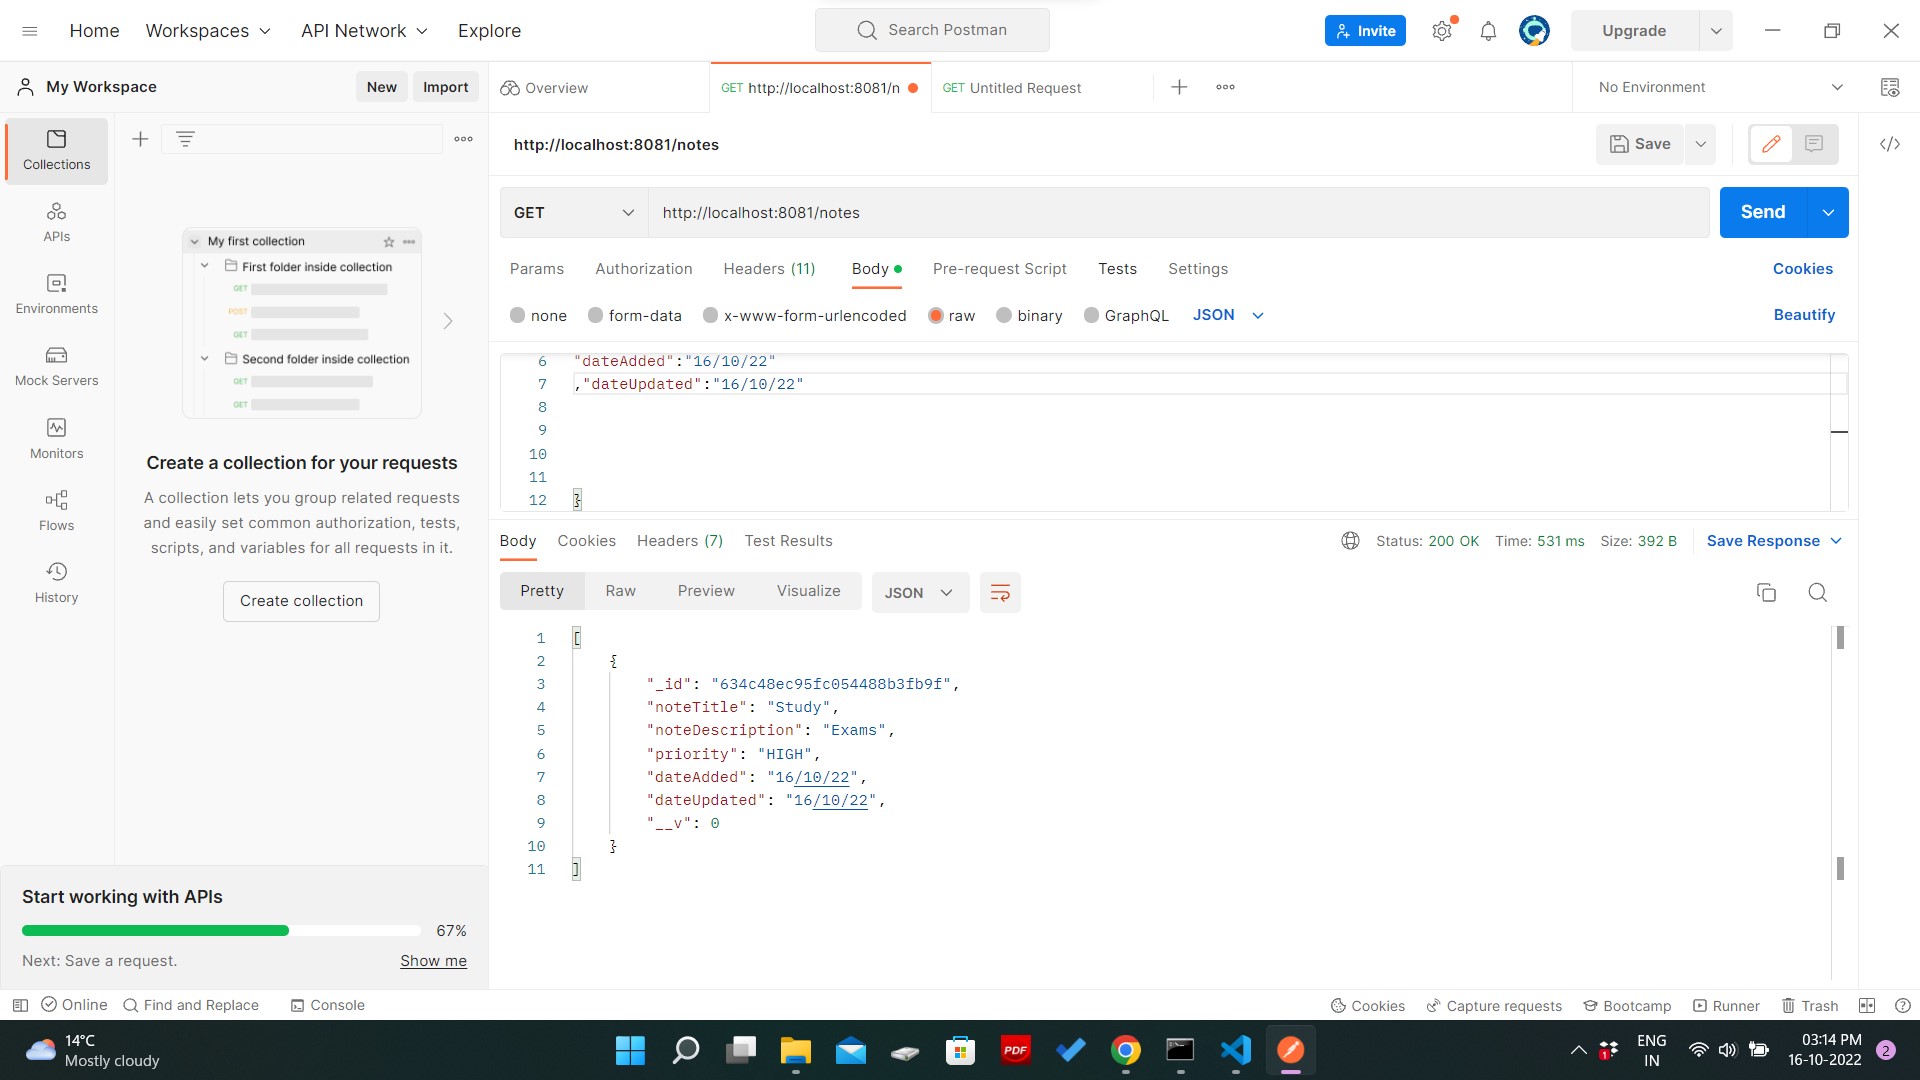 Home Workspaces API Network Explore Search Postman Invite Upgrade
My Workspace New Import Overview GET http://localhost:8081/n GET Untitled Request No Environment
Collections
APIs
Environments
Mock Servers
Monitors
Flows
History
My first collection
First folder inside collection
GET
POST
GET
Second folder inside collection
GET
GET
Create a collection for your requests
A collection lets you group related requests
and easily set common authorization, tests,
scripts, and variables for all requests in it.
Create collection
Start working with APIs
67%
Next: Save a request. Show me
http://localhost:8081/notes Save
GET http://localhost:8081/notes Send
Params Authorization Headers (11) Body Pre-request Script Tests Settings Cookies
none form-data x-www-form-urlencoded raw binary GraphQL JSON Beautify
6 "dateAdded":"16/10/22"
7 ,"dateUpdated":"16/10/22"
8
9
10
11
12 }
Body Cookies Headers (7) Test Results Status: 200 OK Time: 531 ms Size: 392 B Save Response
Pretty Raw Preview Visualize JSON
1 [
2 {
3 "_id": "634c48ec95fc054488b3fb9f",
4 "noteTitle": "Study",
5 "noteDescription": "Exams",
6 "priority": "HIGH",
7 "dateAdded": "16/10/22",
8 "dateUpdated": "16/10/22",
9 "__v": 0
10 }
11 ]
Online Find and Replace Console Cookies Capture requests Bootcamp Runner Trash
14°C
Mostly cloudy
PDF
1
ENG
IN
03:14 PM
16-10-2022
2